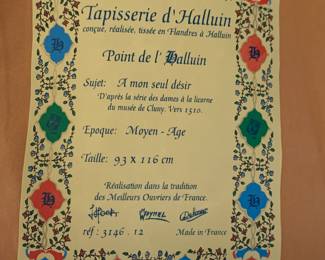 Tapisserie d'Halluin
conçue, réalisée, tissée en Flandres à Halluin
Point de l'Halluin
Sujet: A mon seul désir
D'après la série des dames à la licorne
du musée de Cluny. Vers 1510.
Epoque: Moyen-Age
Taille: 93 x 116 cm
Réalisation dans la tradition
des Meilleurs Ouvriers de France.
réf: 3146.12 Made in France